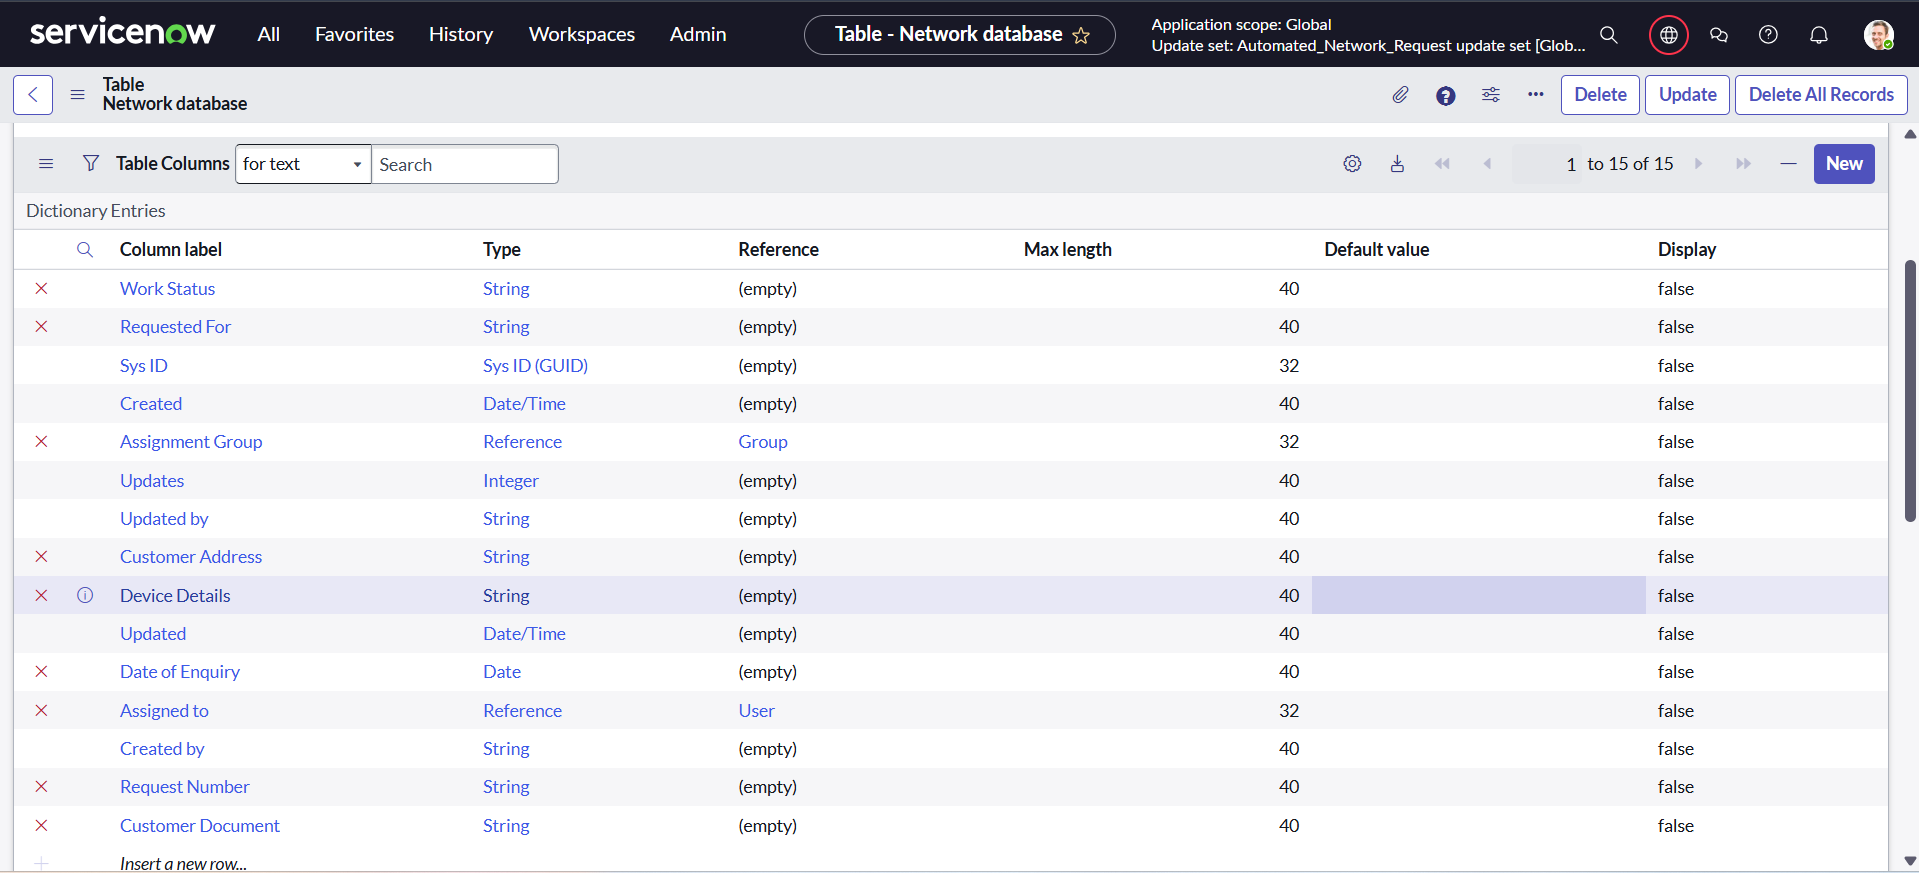 servicenow All Favorites History Workspaces Admin Table - Network database Application scope: Global
Update set: Automated_Network_Request update set [Glob...
Table
Network database
Delete Update Delete All Records
Table Columns for text Search 1 to 15 of 15 New
Dictionary Entries
Column label Type Reference Max length Default value Display
Work Status String (empty) 40 false
Requested For String (empty) 40 false
Sys ID Sys ID (GUID) (empty) 32 false
Created Date/Time (empty) 40 false
Assignment Group Reference Group 32 false
Updates Integer (empty) 40 false
Updated by String (empty) 40 false
Customer Address String (empty) 40 false
Device Details String (empty) 40 false
Updated Date/Time (empty) 40 false
Date of Enquiry Date (empty) 40 false
Assigned to Reference User 32 false
Created by String (empty) 40 false
Request Number String (empty) 40 false
Customer Document String (empty) 40 false
Insert a new row...